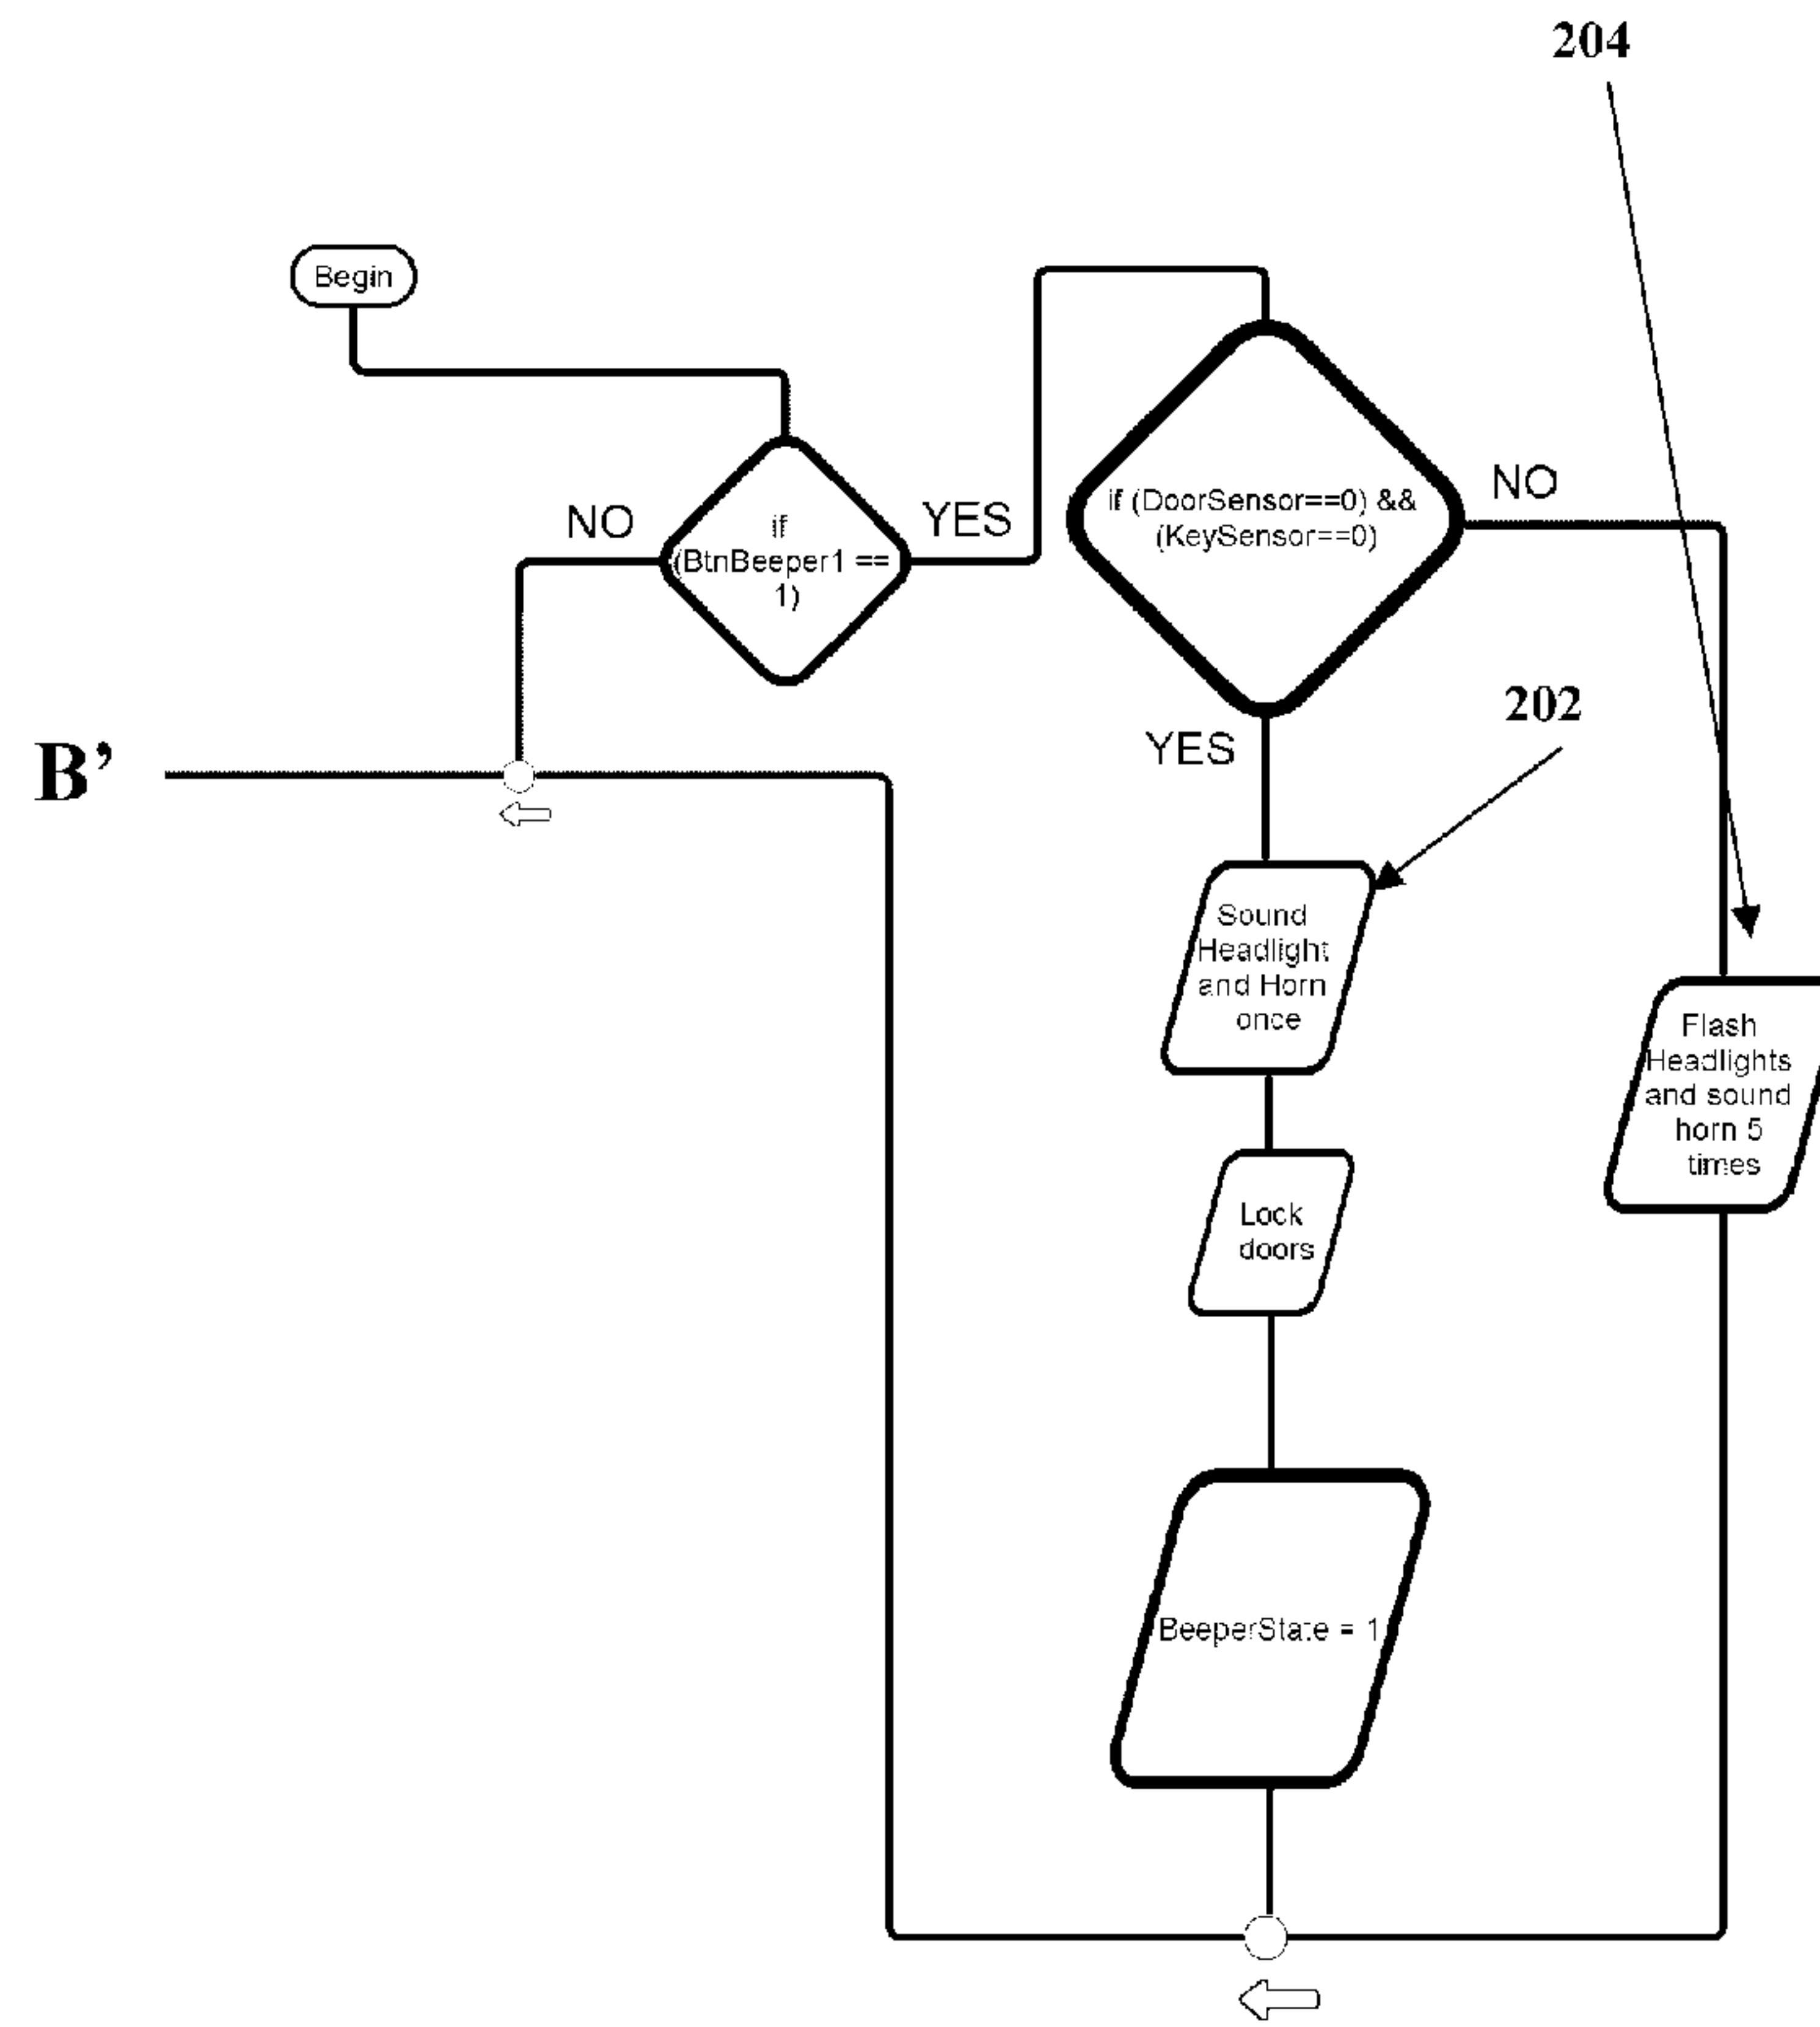 204
Begin
NO
if
(BtnBeeper1 ==
1)
YES
if (DoorSensor==0) &&
(KeySensor==0)
NO
YES
202
B’
Sound
Headlight
and Horn
once
Flash
Headlights
and sound
horn 5
times
Lock
doors
BeeperState = 1